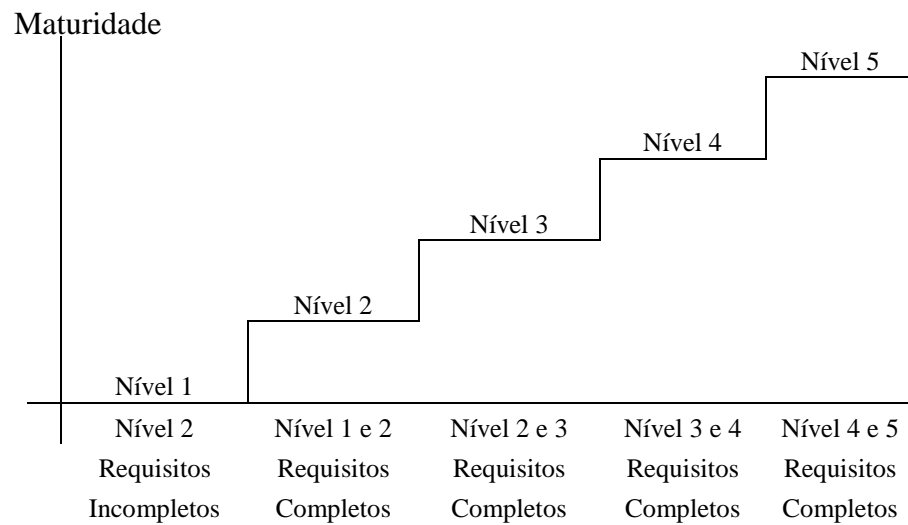 Maturidade
Nível 5
Nível 4
Nível 3
Nível 2
Nível 1
Nível 2 Nível 1 e 2 Nível 2 e 3 Nível 3 e 4 Nível 4 e 5
Requisitos Requisitos Requisitos Requisitos Requisitos
Incompletos Completos Completos Completos Completos